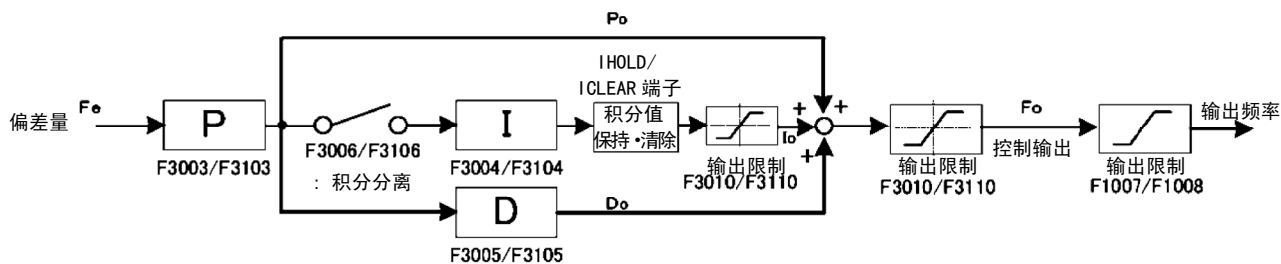 Po
IHOLD/
ICLEAR 端子
偏差量
Fe
P
I
积分值
保持・清除
+
+
Io
+
Fo
输出频率
F3003/F3103
F3006/F3106
: 积分分离
F3004/F3104
输出限制
F3010/F3110
输出限制
F3010/F3110
控制输出
输出限制
F1007/F1008
D
Do
F3005/F3105